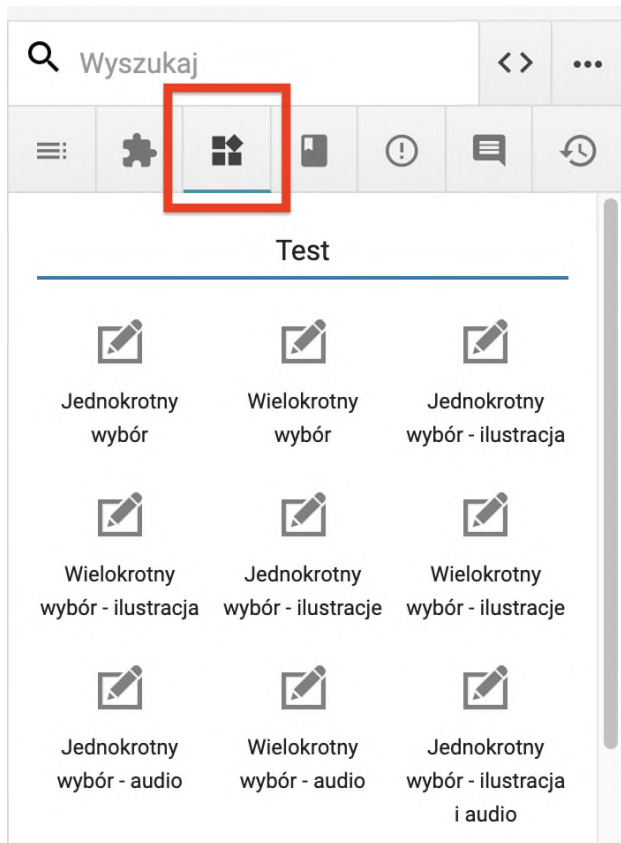 Wyszukaj
Test
Jednokrotny
wybór
Wielokrotny
wybór
Jednokrotny
wybór - ilustracja
Wielokrotny
wybór - ilustracja
Jednokrotny
wybór - ilustracje
Wielokrotny
wybór - ilustracje
Jednokrotny
wybór - audio
Wielokrotny
wybór - audio
Jednokrotny
wybór - ilustracja
i audio